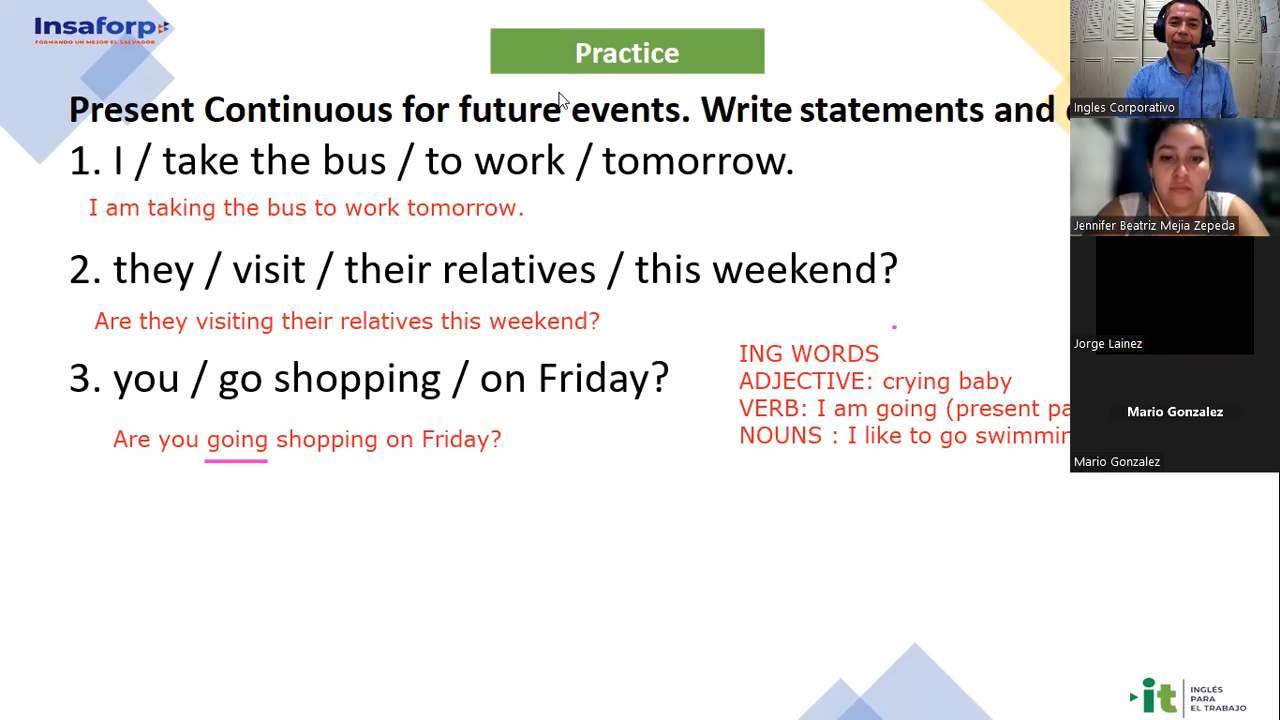 Insaforp
FORMANDO UN MEJOR EL SALVADOR
Practice
Present Continuous for future events. Write statements and
1. I / take the bus / to work / tomorrow.
I am taking the bus to work tomorrow.
2. they / visit / their relatives / this weekend?
Are they visiting their relatives this weekend?
3. you / go shopping / on Friday?
Are you going shopping on Friday?
ING WORDS
ADJECTIVE: crying baby
VERB: I am going (present pa
NOUNS : I like to go swimmin
Ingles Corporativo
Jennifer Beatriz Mejia Zepeda
Jorge Lainez
Mario Gonzalez
Mario Gonzalez
it
INGLÉS
PARA
EL TRABAJO